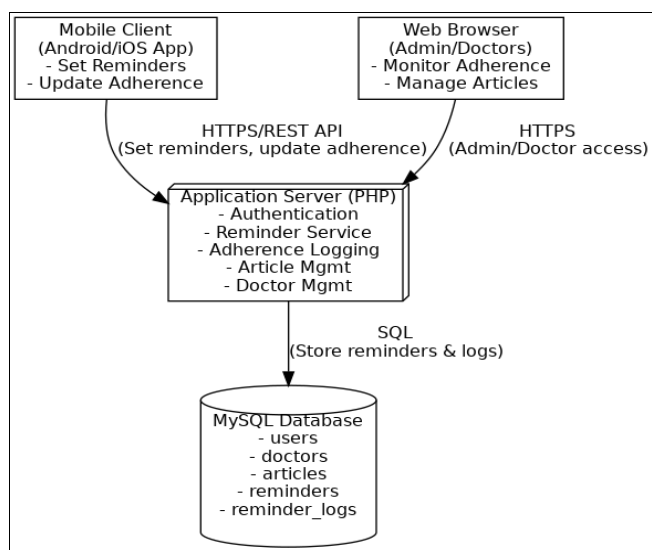 Mobile Client
(Android/iOS App)
- Set Reminders
- Update Adherence
Web Browser
(Admin/Doctors)
- Monitor Adherence
- Manage Articles
HTTPS/REST API
(Set reminders, update adherence)
HTTPS
(Admin/Doctor access)
Application Server (PHP)
- Authentication
- Reminder Service
- Adherence Logging
- Article Mgmt
- Doctor Mgmt
SQL
(Store reminders & logs)
MySQL Database
- users
- doctors
- articles
- reminders
- reminder_logs